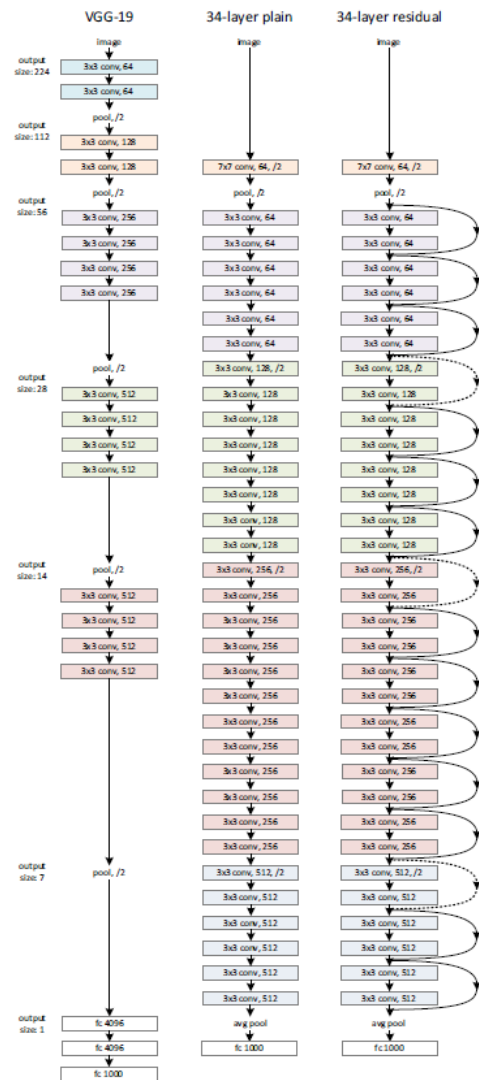 output
size: 224
output
size: 112
output
size: 56
output
size: 28
output
size: 14
output
size: 7
output
size: 1
VGG-19
image
3x3 conv, 64
3x3 conv, 64
pool, /2
3x3 conv, 128
3x3 conv, 128
pool, /2
3x3 conv, 256
3x3 conv, 256
3x3 conv, 256
3x3 conv, 256
pool, /2
3x3 conv, 512
3x3 conv, 512
3x3 conv, 512
3x3 conv, 512
pool, /2
3x3 conv, 512
3x3 conv, 512
3x3 conv, 512
3x3 conv, 512
pool, /2
fc 4096
fc 4096
fc 1000
34-layer plain
image
7x7 conv, 64, /2
pool, /2
3x3 conv, 64
3x3 conv, 64
3x3 conv, 64
3x3 conv, 64
3x3 conv, 64
3x3 conv, 64
3x3 conv, 128, /2
3x3 conv, 128
3x3 conv, 128
3x3 conv, 128
3x3 conv, 128
3x3 conv, 128
3x3 conv, 128
3x3 conv, 128
3x3 conv, 256, /2
3x3 conv, 256
3x3 conv, 256
3x3 conv, 256
3x3 conv, 256
3x3 conv, 256
3x3 conv, 256
3x3 conv, 256
3x3 conv, 256
3x3 conv, 256
3x3 conv, 256
3x3 conv, 256
3x3 conv, 512, /2
3x3 conv, 512
3x3 conv, 512
3x3 conv, 512
3x3 conv, 512
3x3 conv, 512
avg pool
fc 1000
34-layer residual
image
7x7 conv, 64, /2
pool, /2
3x3 conv, 64
3x3 conv, 64
3x3 conv, 64
3x3 conv, 64
3x3 conv, 64
3x3 conv, 64
3x3 conv, 128, /2
3x3 conv, 128
3x3 conv, 128
3x3 conv, 128
3x3 conv, 128
3x3 conv, 128
3x3 conv, 128
3x3 conv, 128
3x3 conv, 256, /2
3x3 conv, 256
3x3 conv, 256
3x3 conv, 256
3x3 conv, 256
3x3 conv, 256
3x3 conv, 256
3x3 conv, 256
3x3 conv, 256
3x3 conv, 256
3x3 conv, 256
3x3 conv, 256
3x3 conv, 512, /2
3x3 conv, 512
3x3 conv, 512
3x3 conv, 512
3x3 conv, 512
3x3 conv, 512
avg pool
fc 1000